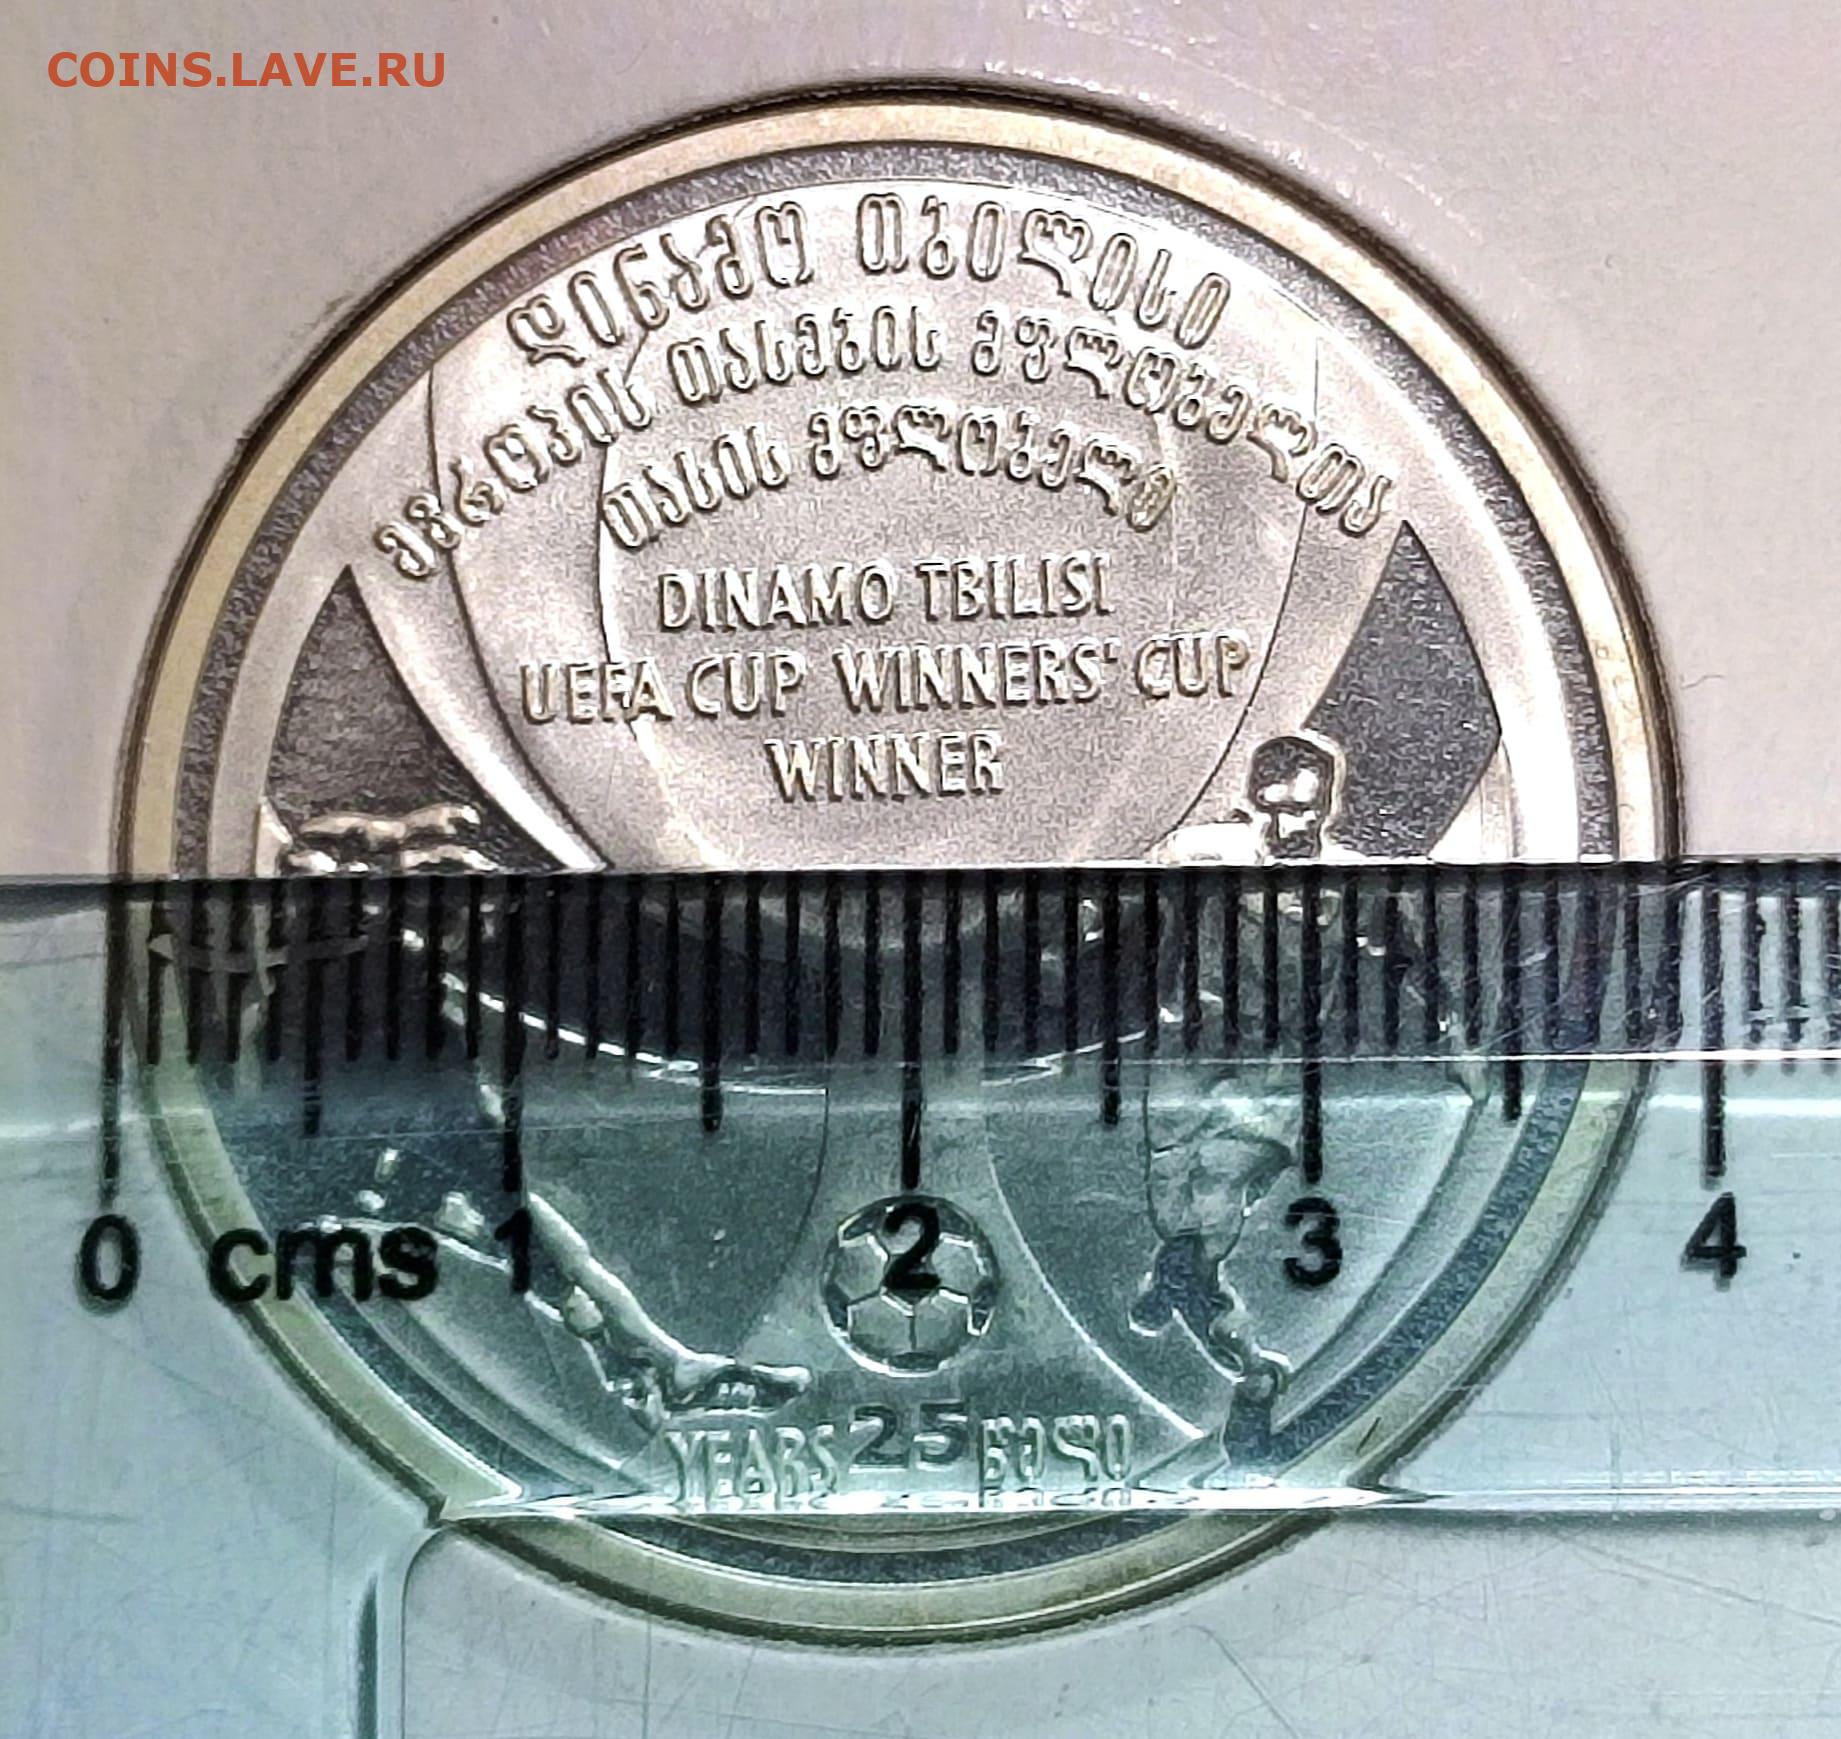 COINS.LAVE.RU
დინამო თბილისი
ევროპის თასების მფლობელთა
თასის მფლობელი
DINAMO TBILISI
UEFA CUP WINNERS' CUP
WINNER
0 cms 1 2 3 4
YEARS 25 წელი